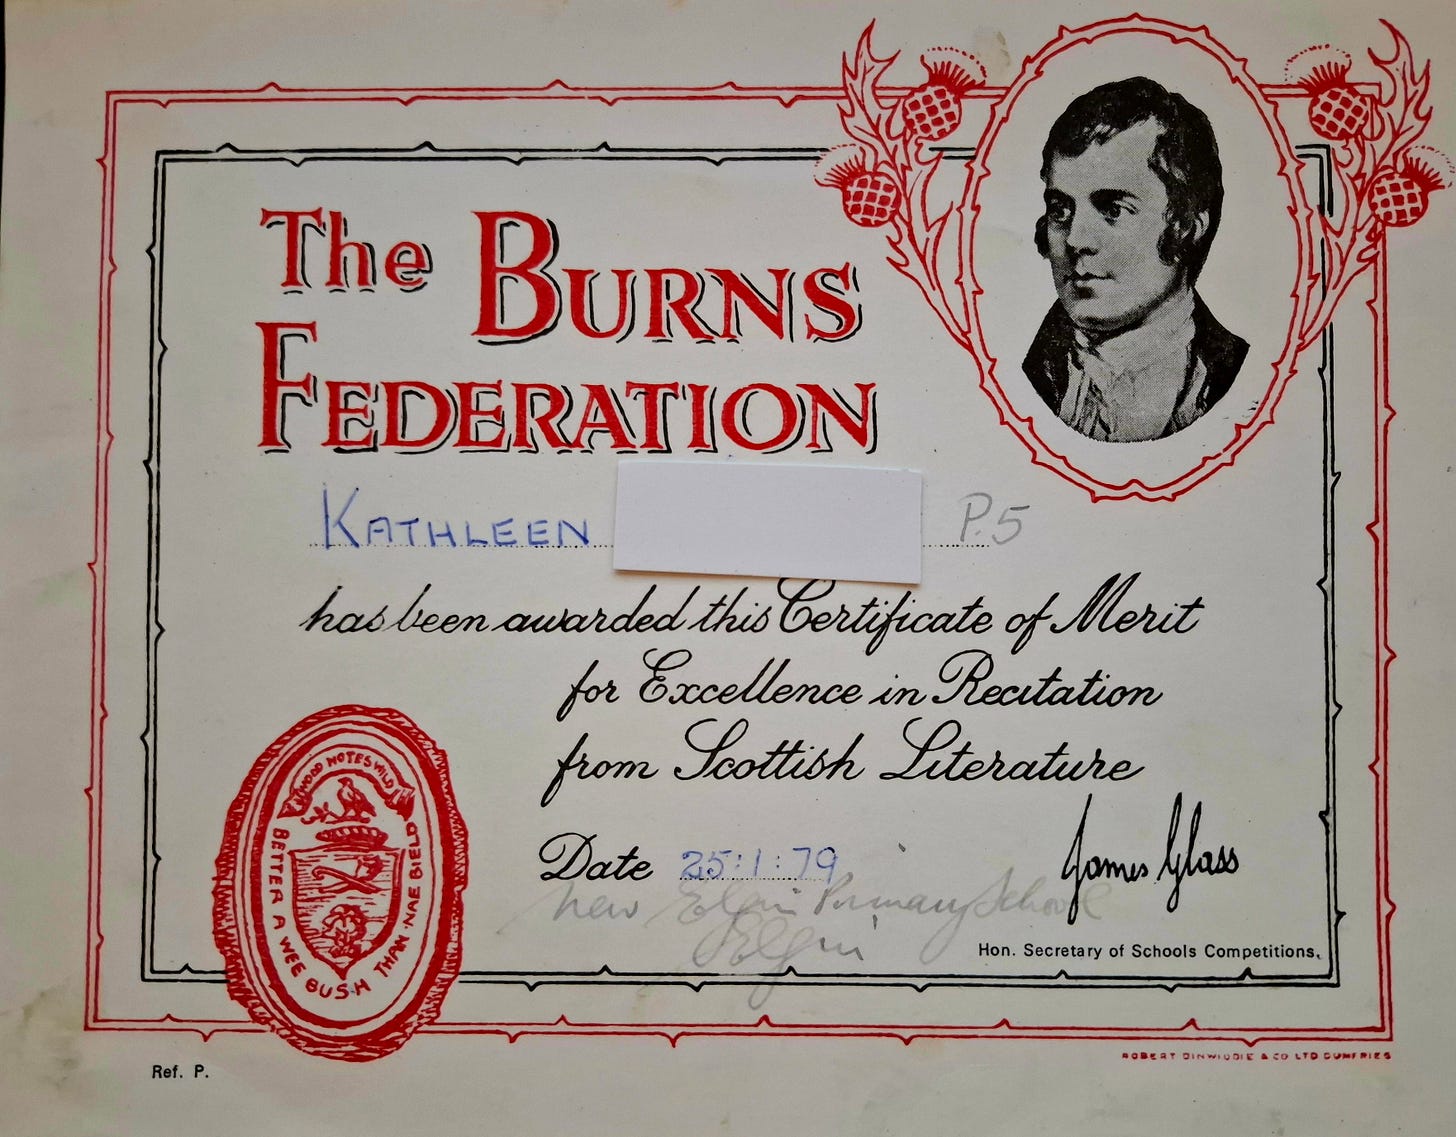 The BURNS
FEDERATION
KATHLEEN P.5
has been awarded this Certificate of Merit
for Excellence in Recitation
from Scottish Literature
Date 25:1:79
James Glass
New Elgin Primary School
Elgin
Hon. Secretary of Schools Competitions.
WOOD NOTES WILD
BETTER A WEE BUSH THAN NAE BIELD
ROBERT DINWIDDIE & CO LTD DUMFRIES
Ref. P.